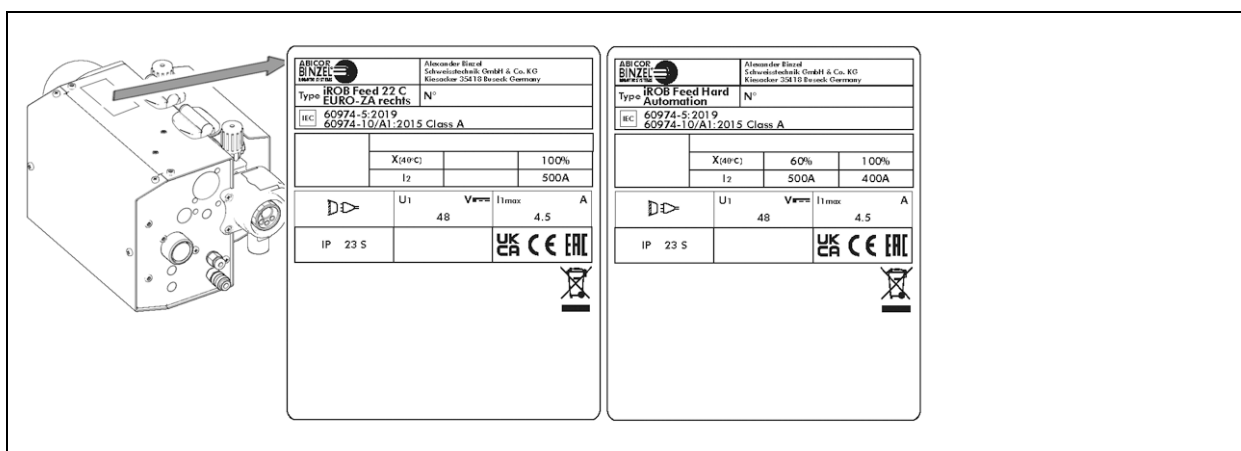 ABICOR
BINZEL
Alexander Binzel
Schweisstechnik GmbH & Co. KG
Kiesacker 35418 Buseck Germany
Type iROB Feed 22 C
EURO-ZA rechts
N°
IEC 60974-5:2019
60974-10/A1:2015 Class A
X(40°C) 100%
I2 500A
U1 V I1max A
48 4.5
IP 23 S
UK
CA CE EAC
ABICOR
BINZEL
Alexander Binzel
Schweisstechnik GmbH & Co. KG
Kiesacker 35418 Buseck Germany
Type iROB Feed Hard
Automation
N°
IEC 60974-5:2019
60974-10/A1:2015 Class A
X(40°C) 60% 100%
I2 500A 400A
U1 V I1max A
48 4.5
IP 23 S
UK
CA CE EAC